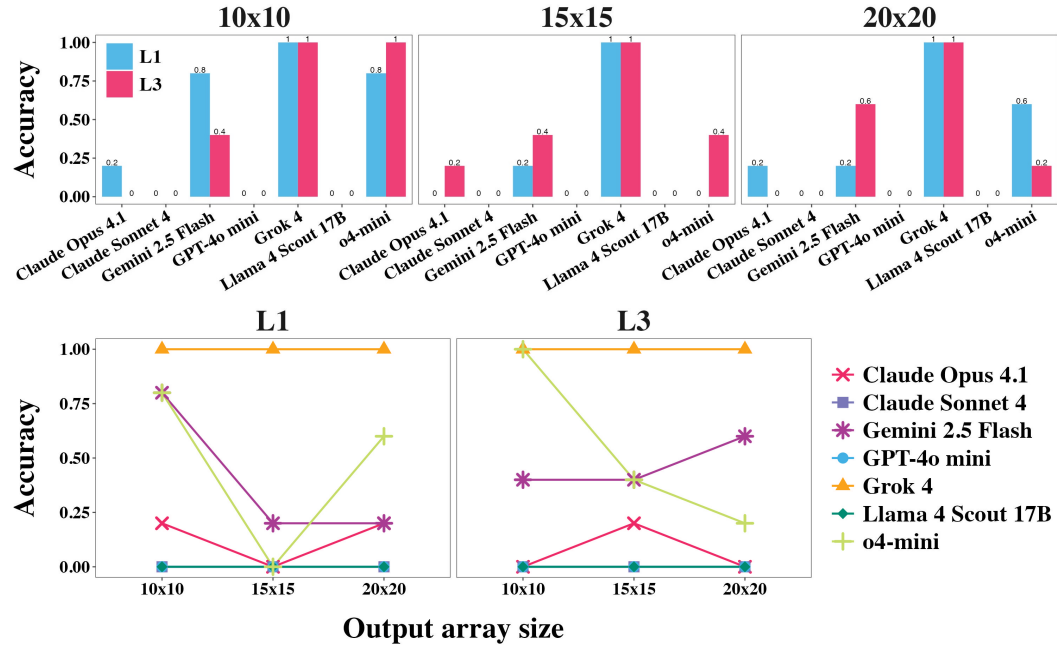 10x10 15x15 20x20
Accuracy
1.00
0.75
0.50
0.25
0.00
L1
L3
0.2 0 0 0 0.8 0.4 0 0 1 1 0 0 0.8 1
0 0.2 0 0 0.2 0.4 0 0 1 1 0 0 0 0.4
0.2 0 0 0 0.2 0.6 0 0 1 1 0 0 0.6 0.2
Claude Opus 4.1
Claude Sonnet 4
Gemini 2.5 Flash
GPT-4o mini
Grok 4
Llama 4 Scout 17B
o4-mini
Claude Opus 4.1
Claude Sonnet 4
Gemini 2.5 Flash
GPT-4o mini
Grok 4
Llama 4 Scout 17B
o4-mini
Claude Opus 4.1
Claude Sonnet 4
Gemini 2.5 Flash
GPT-4o mini
Grok 4
Llama 4 Scout 17B
o4-mini
L1 L3
Accuracy
1.00
0.75
0.50
0.25
0.00
10x10 15x15 20x20 10x10 15x15 20x20
Output array size
Claude Opus 4.1
Claude Sonnet 4
Gemini 2.5 Flash
GPT-4o mini
Grok 4
Llama 4 Scout 17B
o4-mini